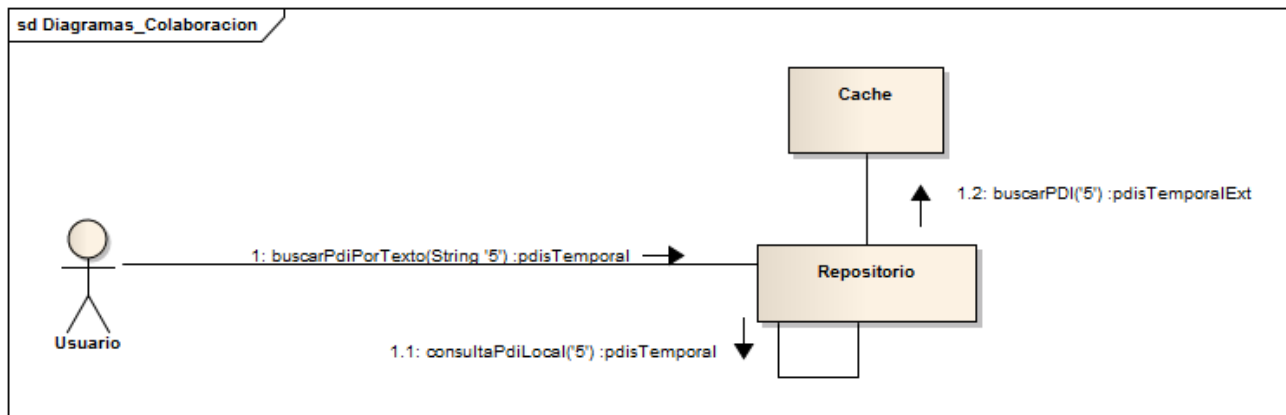 sd Diagramas_Colaboracion
Cache
1.2: buscarPDI('5') :pdisTemporalExt
1: buscarPdiPorTexto(String '5') :pdisTemporal
Repositorio
Usuario
1.1: consultaPdiLocal('5') :pdisTemporal